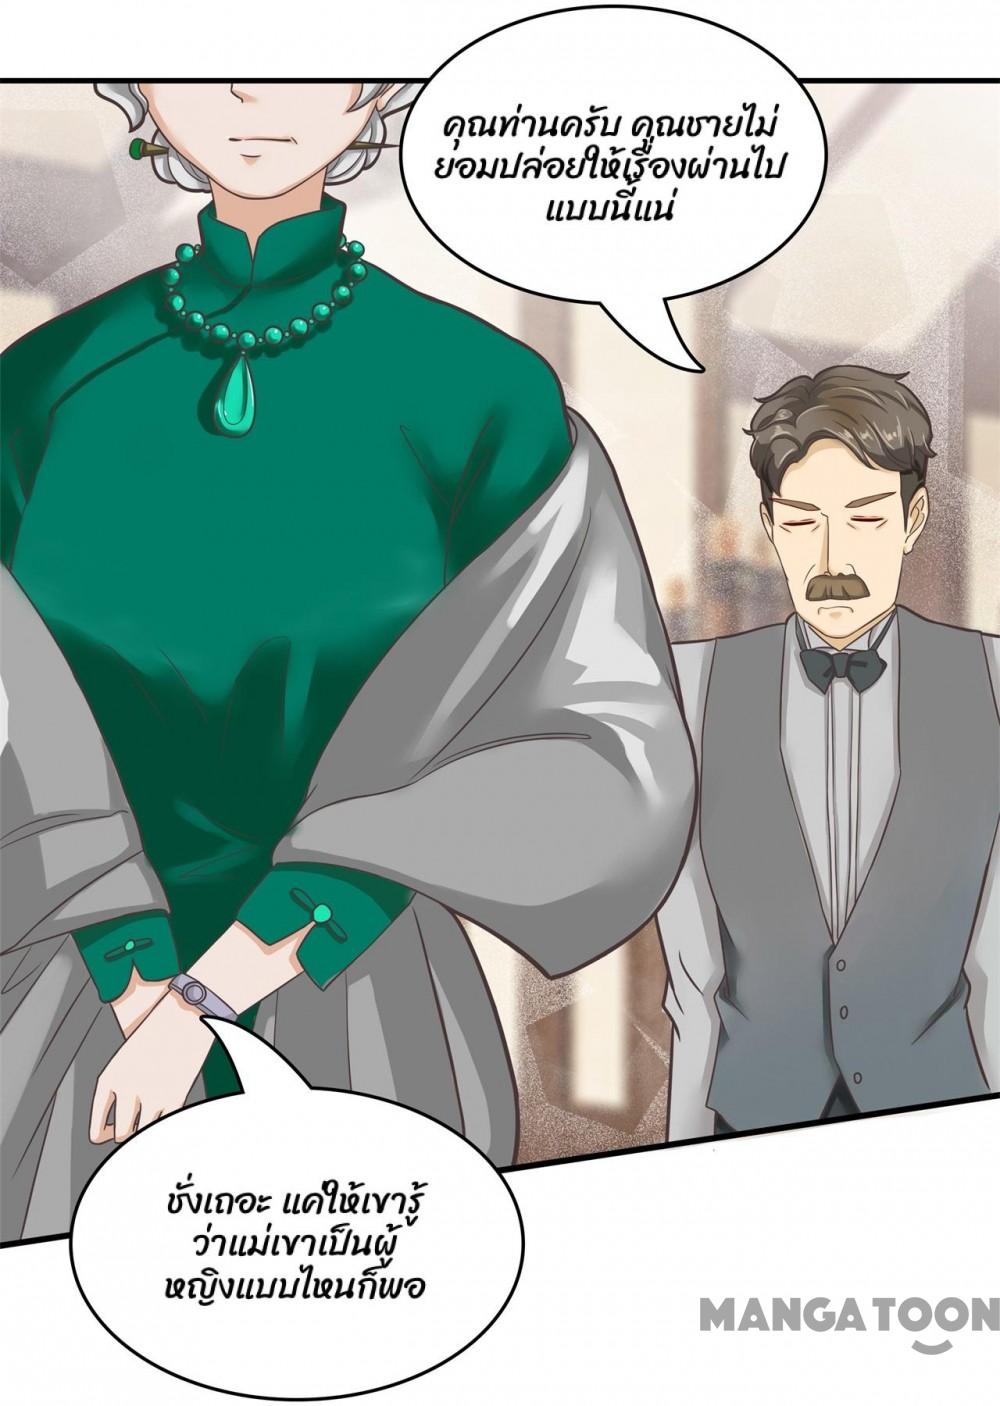 คุณท่านครับ คุณชายไม่
ยอมปล่อยให้เรื่องผ่านไป
แบบนี้แน่
ชั่งเถอะ แค่ให้เขารู้
ว่าแม่เขาเป็นผู้
หญิงแบบไหนก็พอ
MANGATOON